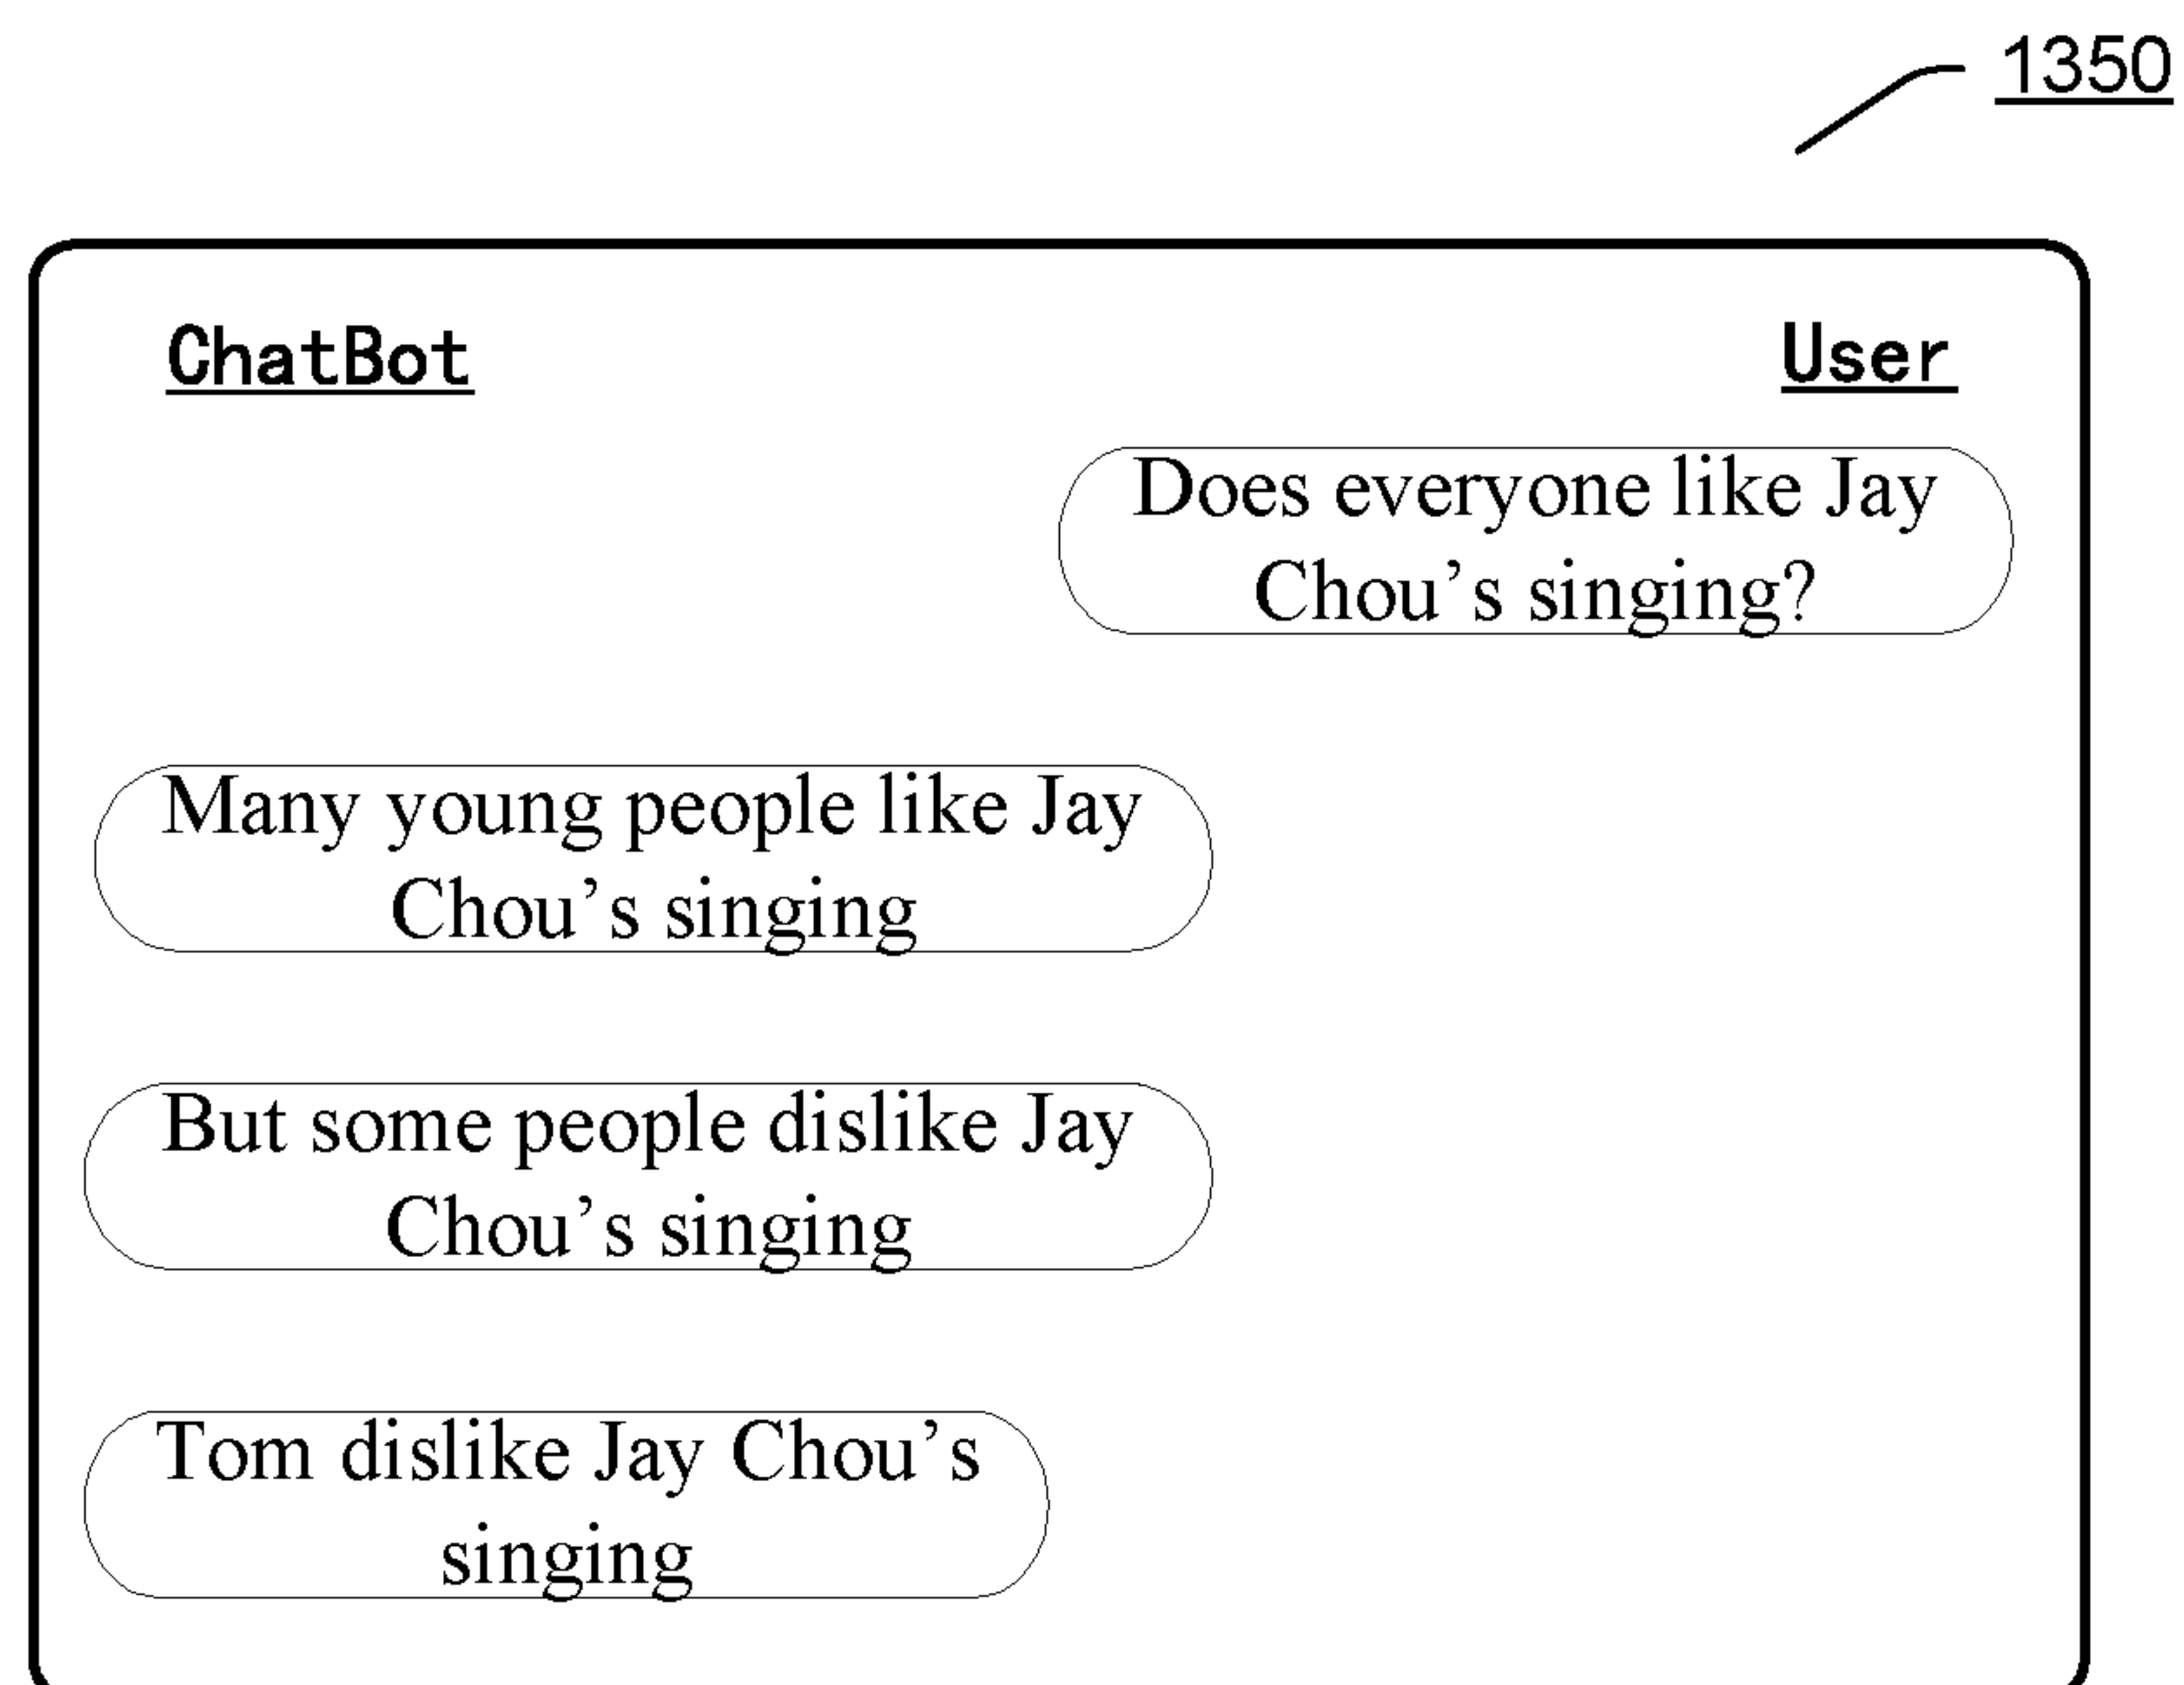 1350
ChatBot
User
Does everyone like Jay
Chou’s singing?
Many young people like Jay
Chou’s singing
But some people dislike Jay
Chou’s singing
Tom dislike Jay Chou’s
singing